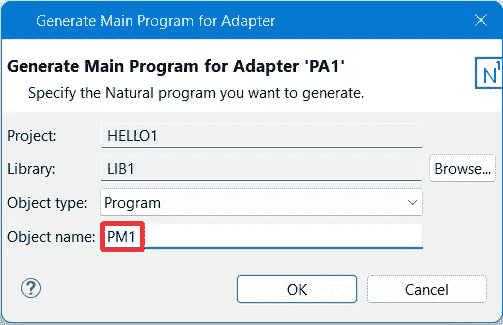 Generate Main Program for Adapter
Generate Main Program for Adapter 'PA1'
Specify the Natural program you want to generate.
N1
Project: HELLO1
Library: LIB1 Browse...
Object type: Program
Object name: PM1
? OK Cancel